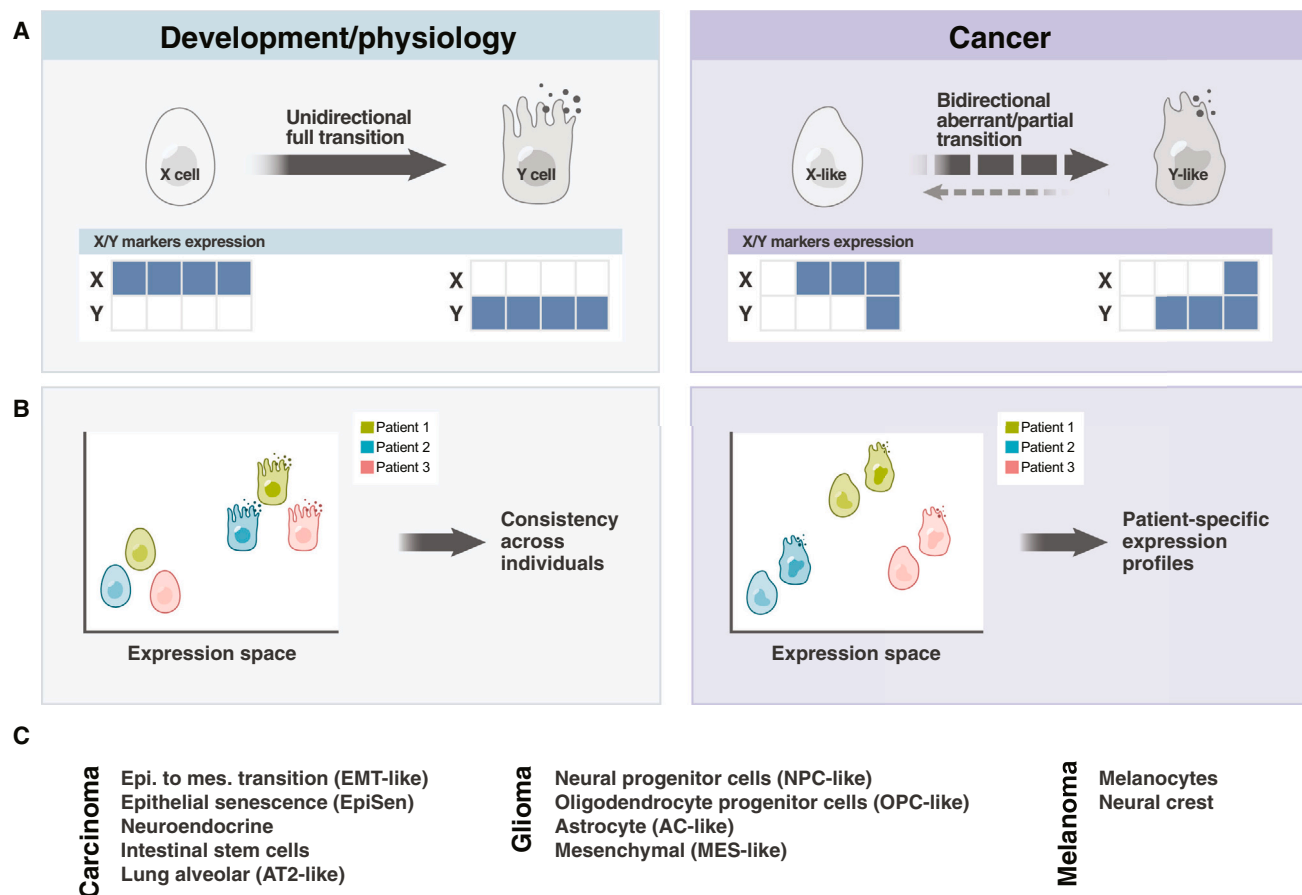 A
Development/physiology
Unidirectional
full transition
X cell
Y cell
X/Y markers expression
X
Y
X
Y
Cancer
Bidirectional
aberrant/partial
transition
X-like
Y-like
X/Y markers expression
X
Y
X
Y
B
Patient 1
Patient 2
Patient 3
Consistency
across
individuals
Expression space
Patient 1
Patient 2
Patient 3
Patient-specific
expression
profiles
Expression space
C
Carcinoma
Epi. to mes. transition (EMT-like)
Epithelial senescence (EpiSen)
Neuroendocrine
Intestinal stem cells
Lung alveolar (AT2-like)
Glioma
Neural progenitor cells (NPC-like)
Oligodendrocyte progenitor cells (OPC-like)
Astrocyte (AC-like)
Mesenchymal (MES-like)
Melanoma
Melanocytes
Neural crest